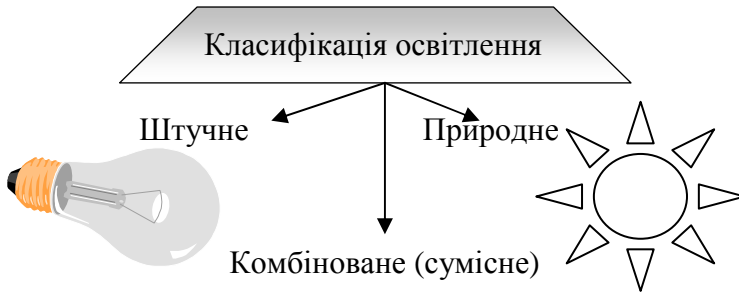 Класифікація освітлення
Штучне
Природне
Комбіноване (сумісне)